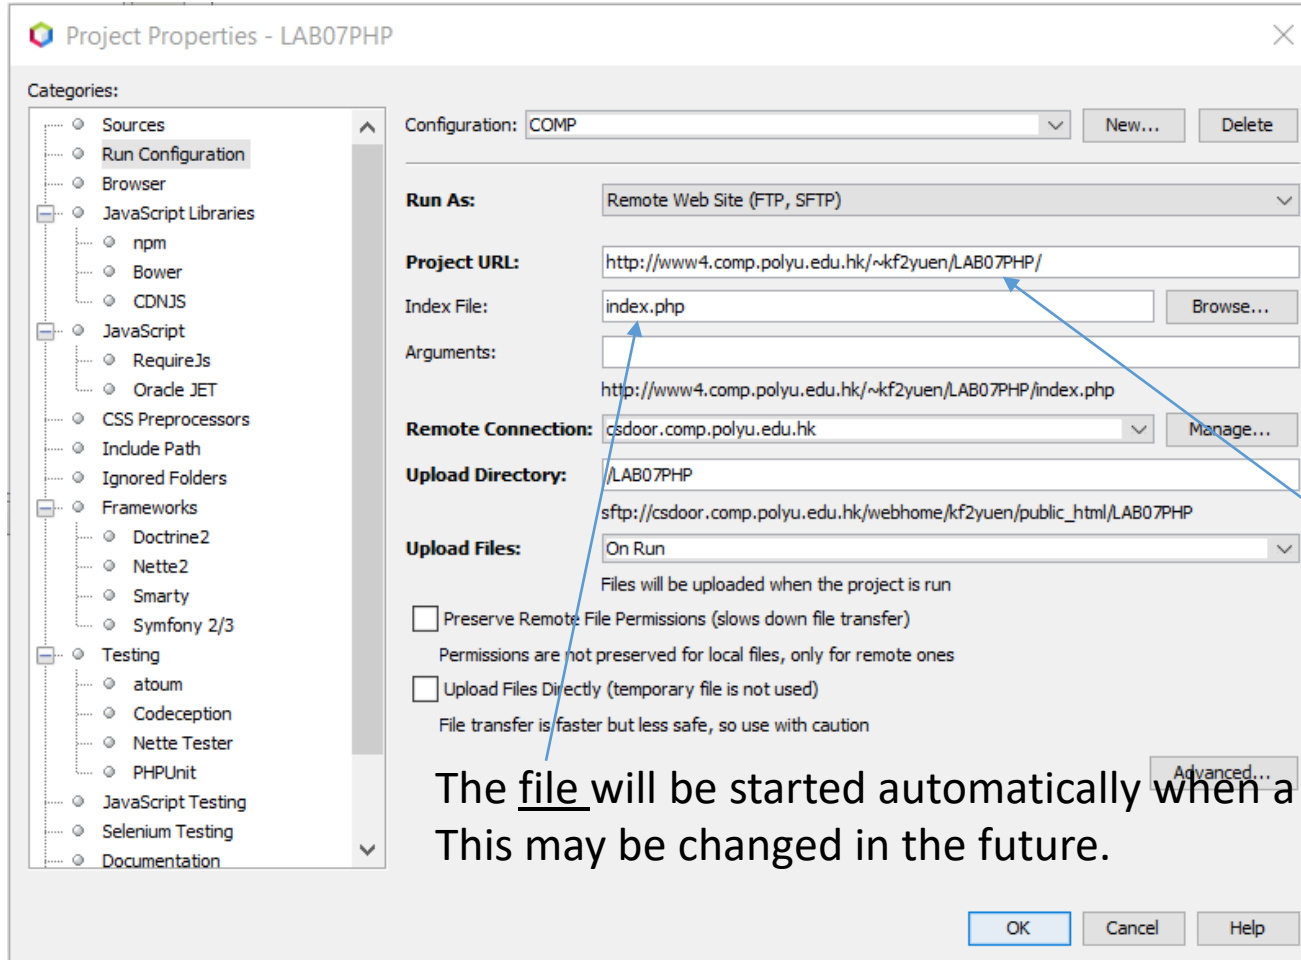 Project Properties - LAB07PHP
Categories:
Sources
Run Configuration
Browser
JavaScript Libraries
npm
Bower
CDNJS
JavaScript
RequireJs
Oracle JET
CSS Preprocessors
Include Path
Ignored Folders
Frameworks
Doctrine2
Nette2
Smarty
Symfony 2/3
Testing
atoum
Codeception
Nette Tester
PHPUnit
JavaScript Testing
Selenium Testing
Documentation
Configuration: COMP New... Delete
Run As: Remote Web Site (FTP, SFTP)
Project URL: http://www4.comp.polyu.edu.hk/~kf2yuen/LAB07PHP/
Index File: index.php Browse...
Arguments:
http://www4.comp.polyu.edu.hk/~kf2yuen/LAB07PHP/index.php
Remote Connection: csdoor.comp.polyu.edu.hk Manage...
Upload Directory: /LAB07PHP
sftp://csdoor.comp.polyu.edu.hk/webhome/kf2yuen/public_html/LAB07PHP
Upload Files: On Run
Files will be uploaded when the project is run
Preserve Remote File Permissions (slows down file transfer)
Permissions are not preserved for local files, only for remote ones
Upload Files Directly (temporary file is not used)
File transfer is faster but less safe, so use with caution
Advanced...
The file will be started automatically when a
This may be changed in the future.
OK Cancel Help